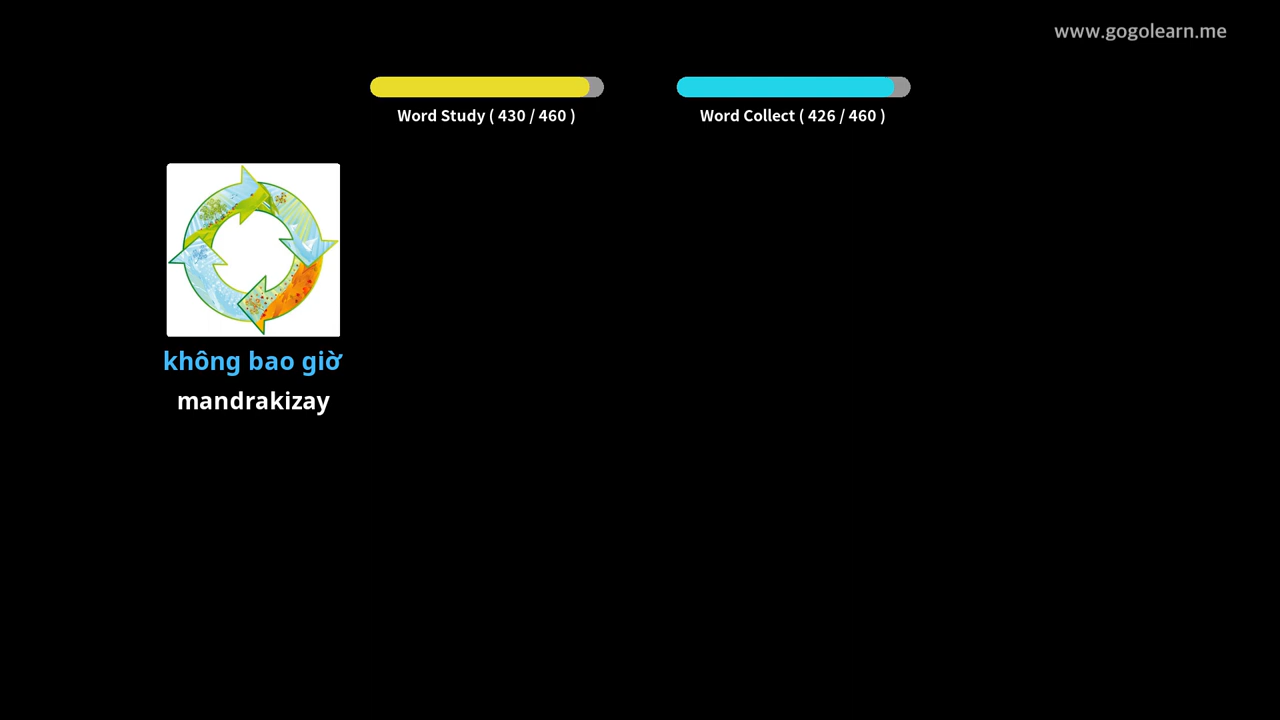 www.gogolearn.me
Word Study ( 430 / 460 )
Word Collect ( 426 / 460 )
không bao giờ
mandrakizay